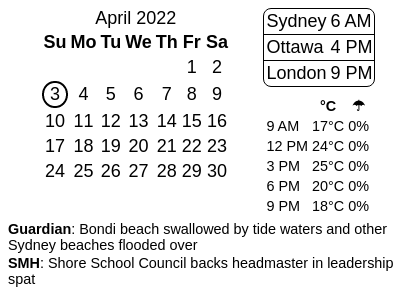 April 2022
Su Mo Tu We Th Fr Sa
1 2
3 4 5 6 7 8 9
10 11 12 13 14 15 16
17 18 19 20 21 22 23
24 25 26 27 28 29 30
Sydney 6 AM
Ottawa 4 PM
London 9 PM
°C ☂
9 AM 17°C 0%
12 PM 24°C 0%
3 PM 25°C 0%
6 PM 20°C 0%
9 PM 18°C 0%
Guardian: Bondi beach swallowed by tide waters and other
Sydney beaches flooded over
SMH: Shore School Council backs headmaster in leadership
spat